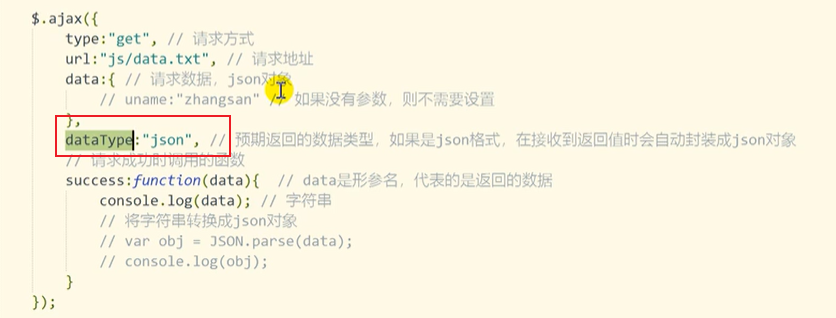 $.ajax({
type:"get", // 请求方式
url:"js/data.txt", // 请求地址
data:{ // 请求数据，json对象
// uname:"zhangsan" // 如果没有参数，则不需要设置
},
dataType:"json", // 预期返回的数据类型，如果是json格式，在接收到返回值时会自动封装成json对象
// 请求成功时调用的函数
success:function(data){ // data是形参名，代表的是返回的数据
console.log(data); // 字符串
// 将字符串转换成json对象
// var obj = JSON.parse(data);
// console.log(obj);
}
});